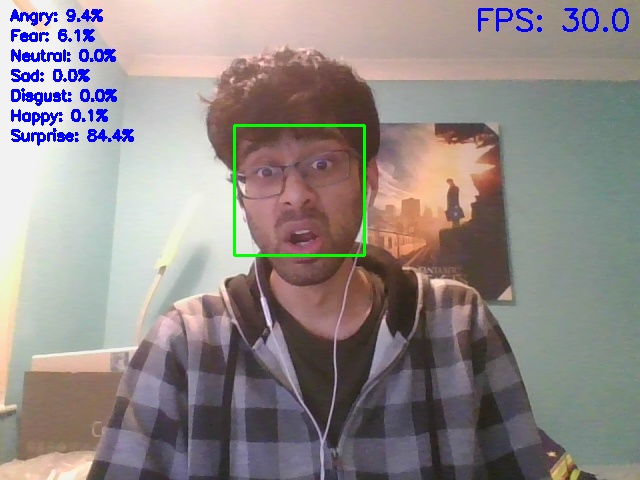 Angry: 9.4%
Fear: 6.1%
Neutral: 0.0%
Sad: 0.0%
Disgust: 0.0%
Happy: 0.1%
Surprise: 84.4%
FPS: 30.0
FANTASTIC